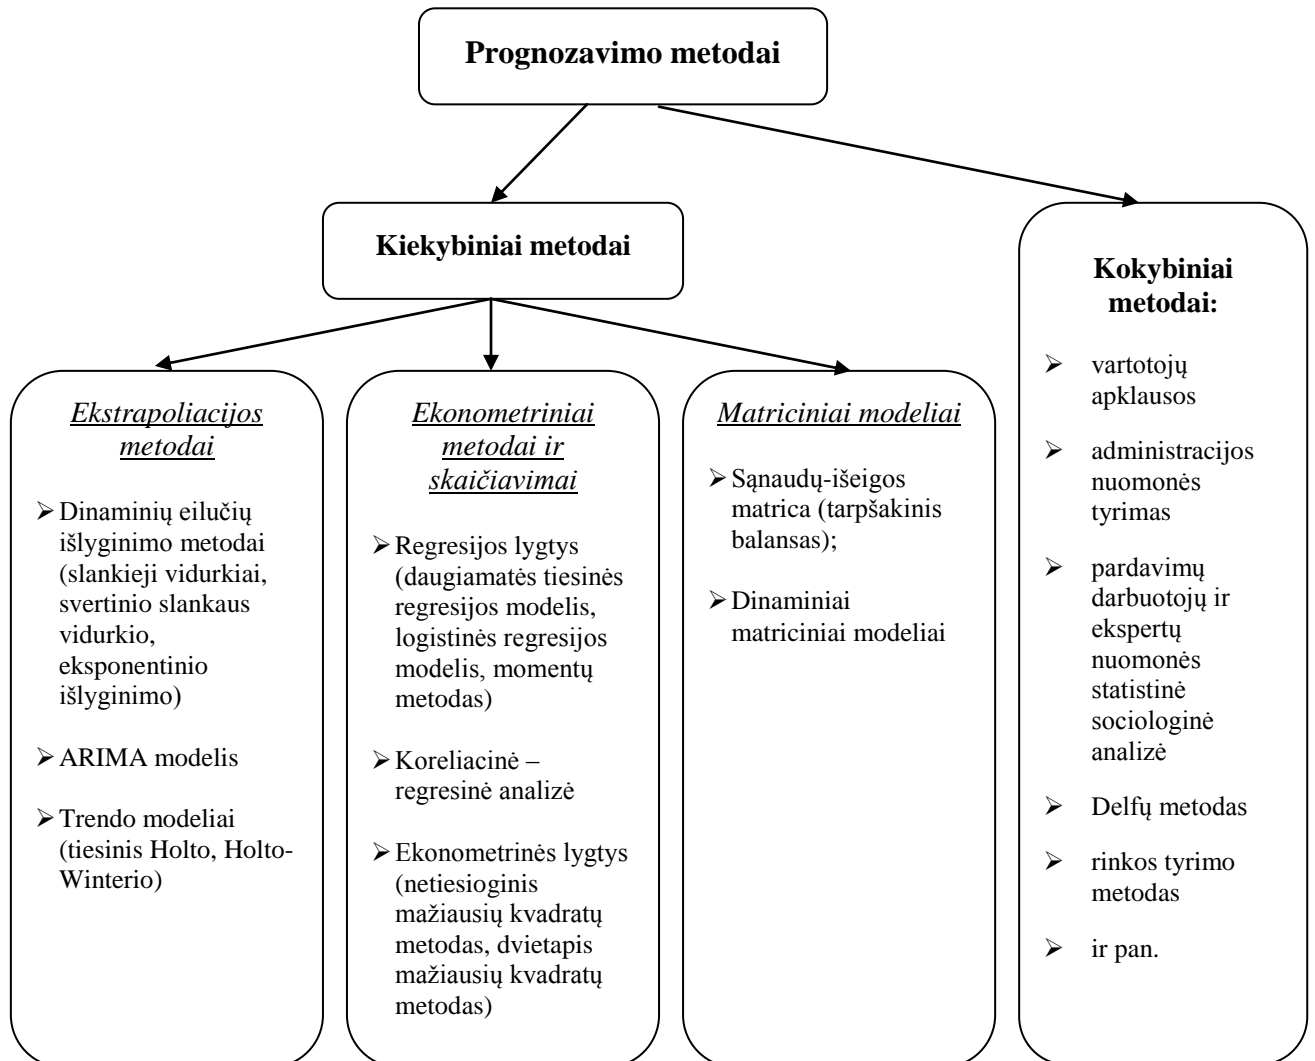 Prognozavimo metodai
Kiekybiniai metodai
Ekstrapoliacijos
metodai
➢ Dinaminių eilučių
išlyginimo metodai
(slankieji vidurkiai,
svertinio slankaus
vidurkio,
eksponentinio
išlyginimo)
➢ ARIMA modelis
➢ Trendo modeliai
(tiesinis Holto, Holto-
Winterio)
Ekonometriniai
metodai ir
skaičiavimai
➢ Regresijos lygtys
(daugiamatės tiesinės
regresijos modelis,
logistinės regresijos
modelis, momentų
metodas)
➢ Koreliacinė –
regresinė analizė
➢ Ekonometrinės lygtys
(netiesioginis
mažiausių kvadratų
metodas, dvietapis
mažiausių kvadratų
metodas)
Matriciniai modeliai
➢ Sąnaudų-išeigos
matrica (tarpšakinis
balansas);
➢ Dinaminiai
matriciniai modeliai
Kokybiniai
metodai:
➢ vartotojų
apklausos
➢ administracijos
nuomonės
tyrimas
➢ pardavimų
darbuotojų ir
ekspertų
nuomonės
statistinė
sociologinė
analizė
➢ Delfų metodas
➢ rinkos tyrimo
metodas
➢ ir pan.